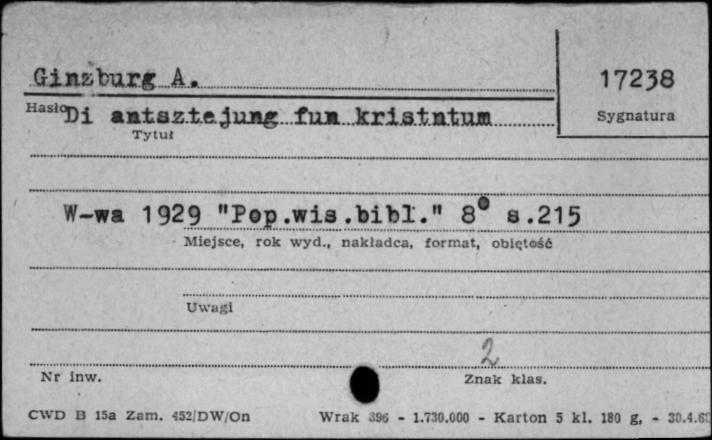 Ginzburg A.
17238
Hasło
Di antsztejung fun kristntum
Sygnatura
Tytuł
W-wa 1929 "Pop.wis.bibl." 8° s.215
Miejsce, rok wyd., nakładca, format, objętość
Uwagi
2
Nr inw.
Znak klas.
CWD B 15a Zam. 452/DW/On Wrak 396 - 1.730.000 - Karton 5 kl. 180 g, - 30.4.6